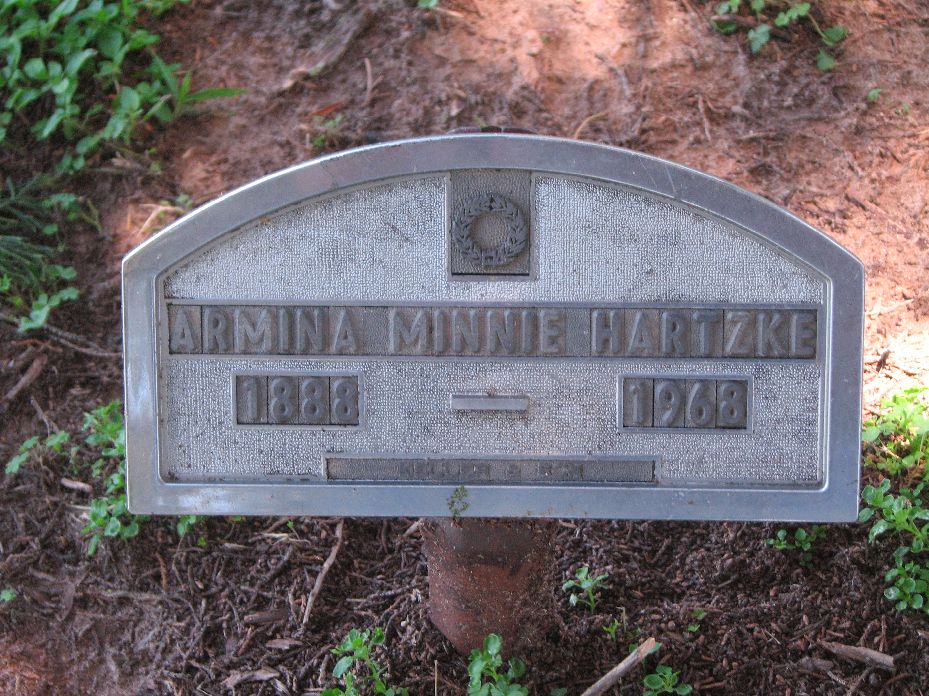 ARMINA MINNIE HARTZKE
1888 — 1968